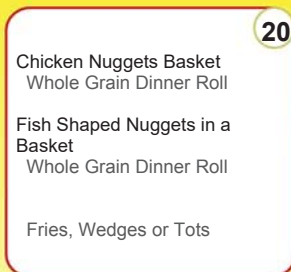 20
Chicken Nuggets Basket
Whole Grain Dinner Roll
Fish Shaped Nuggets in a
Basket
Whole Grain Dinner Roll
Fries, Wedges or Tots